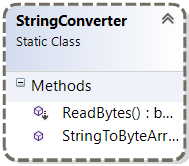 StringConverter
Static Class
Methods
ReadBytes() : b...
StringToByteArr...